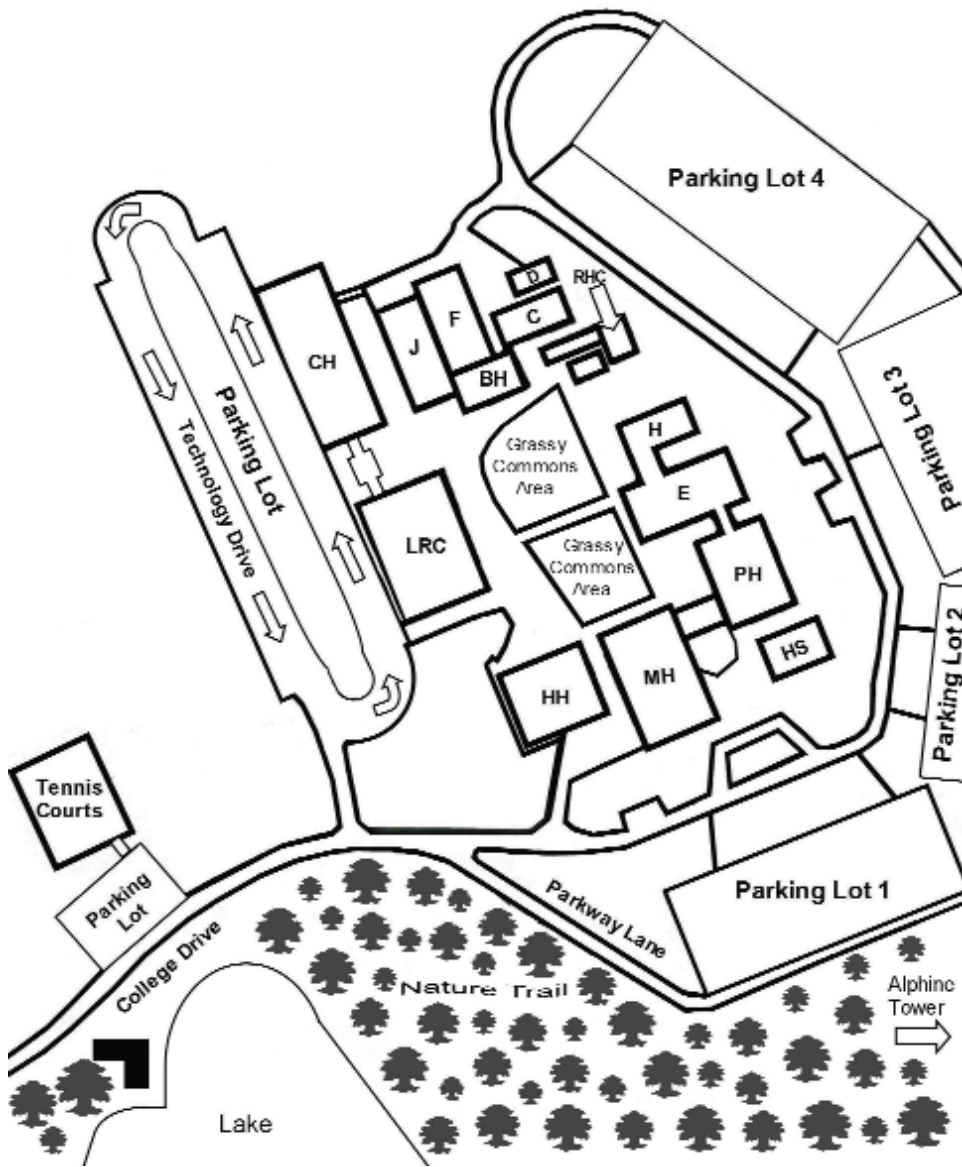 Parking Lot 4
D
RHC
C
F
J
CH
BH
Parking Lot 3
Parking Lot
Technology Drive
H
Grassy
Commons
Area
E
LRC
Grassy
Commons
Area
PH
Parking Lot 2
HS
MH
HH
Tennis
Courts
Parking
Lot
Parking Lot 1
Parkway Lane
College Drive
Nature Trail
Alphine
Tower
Lake